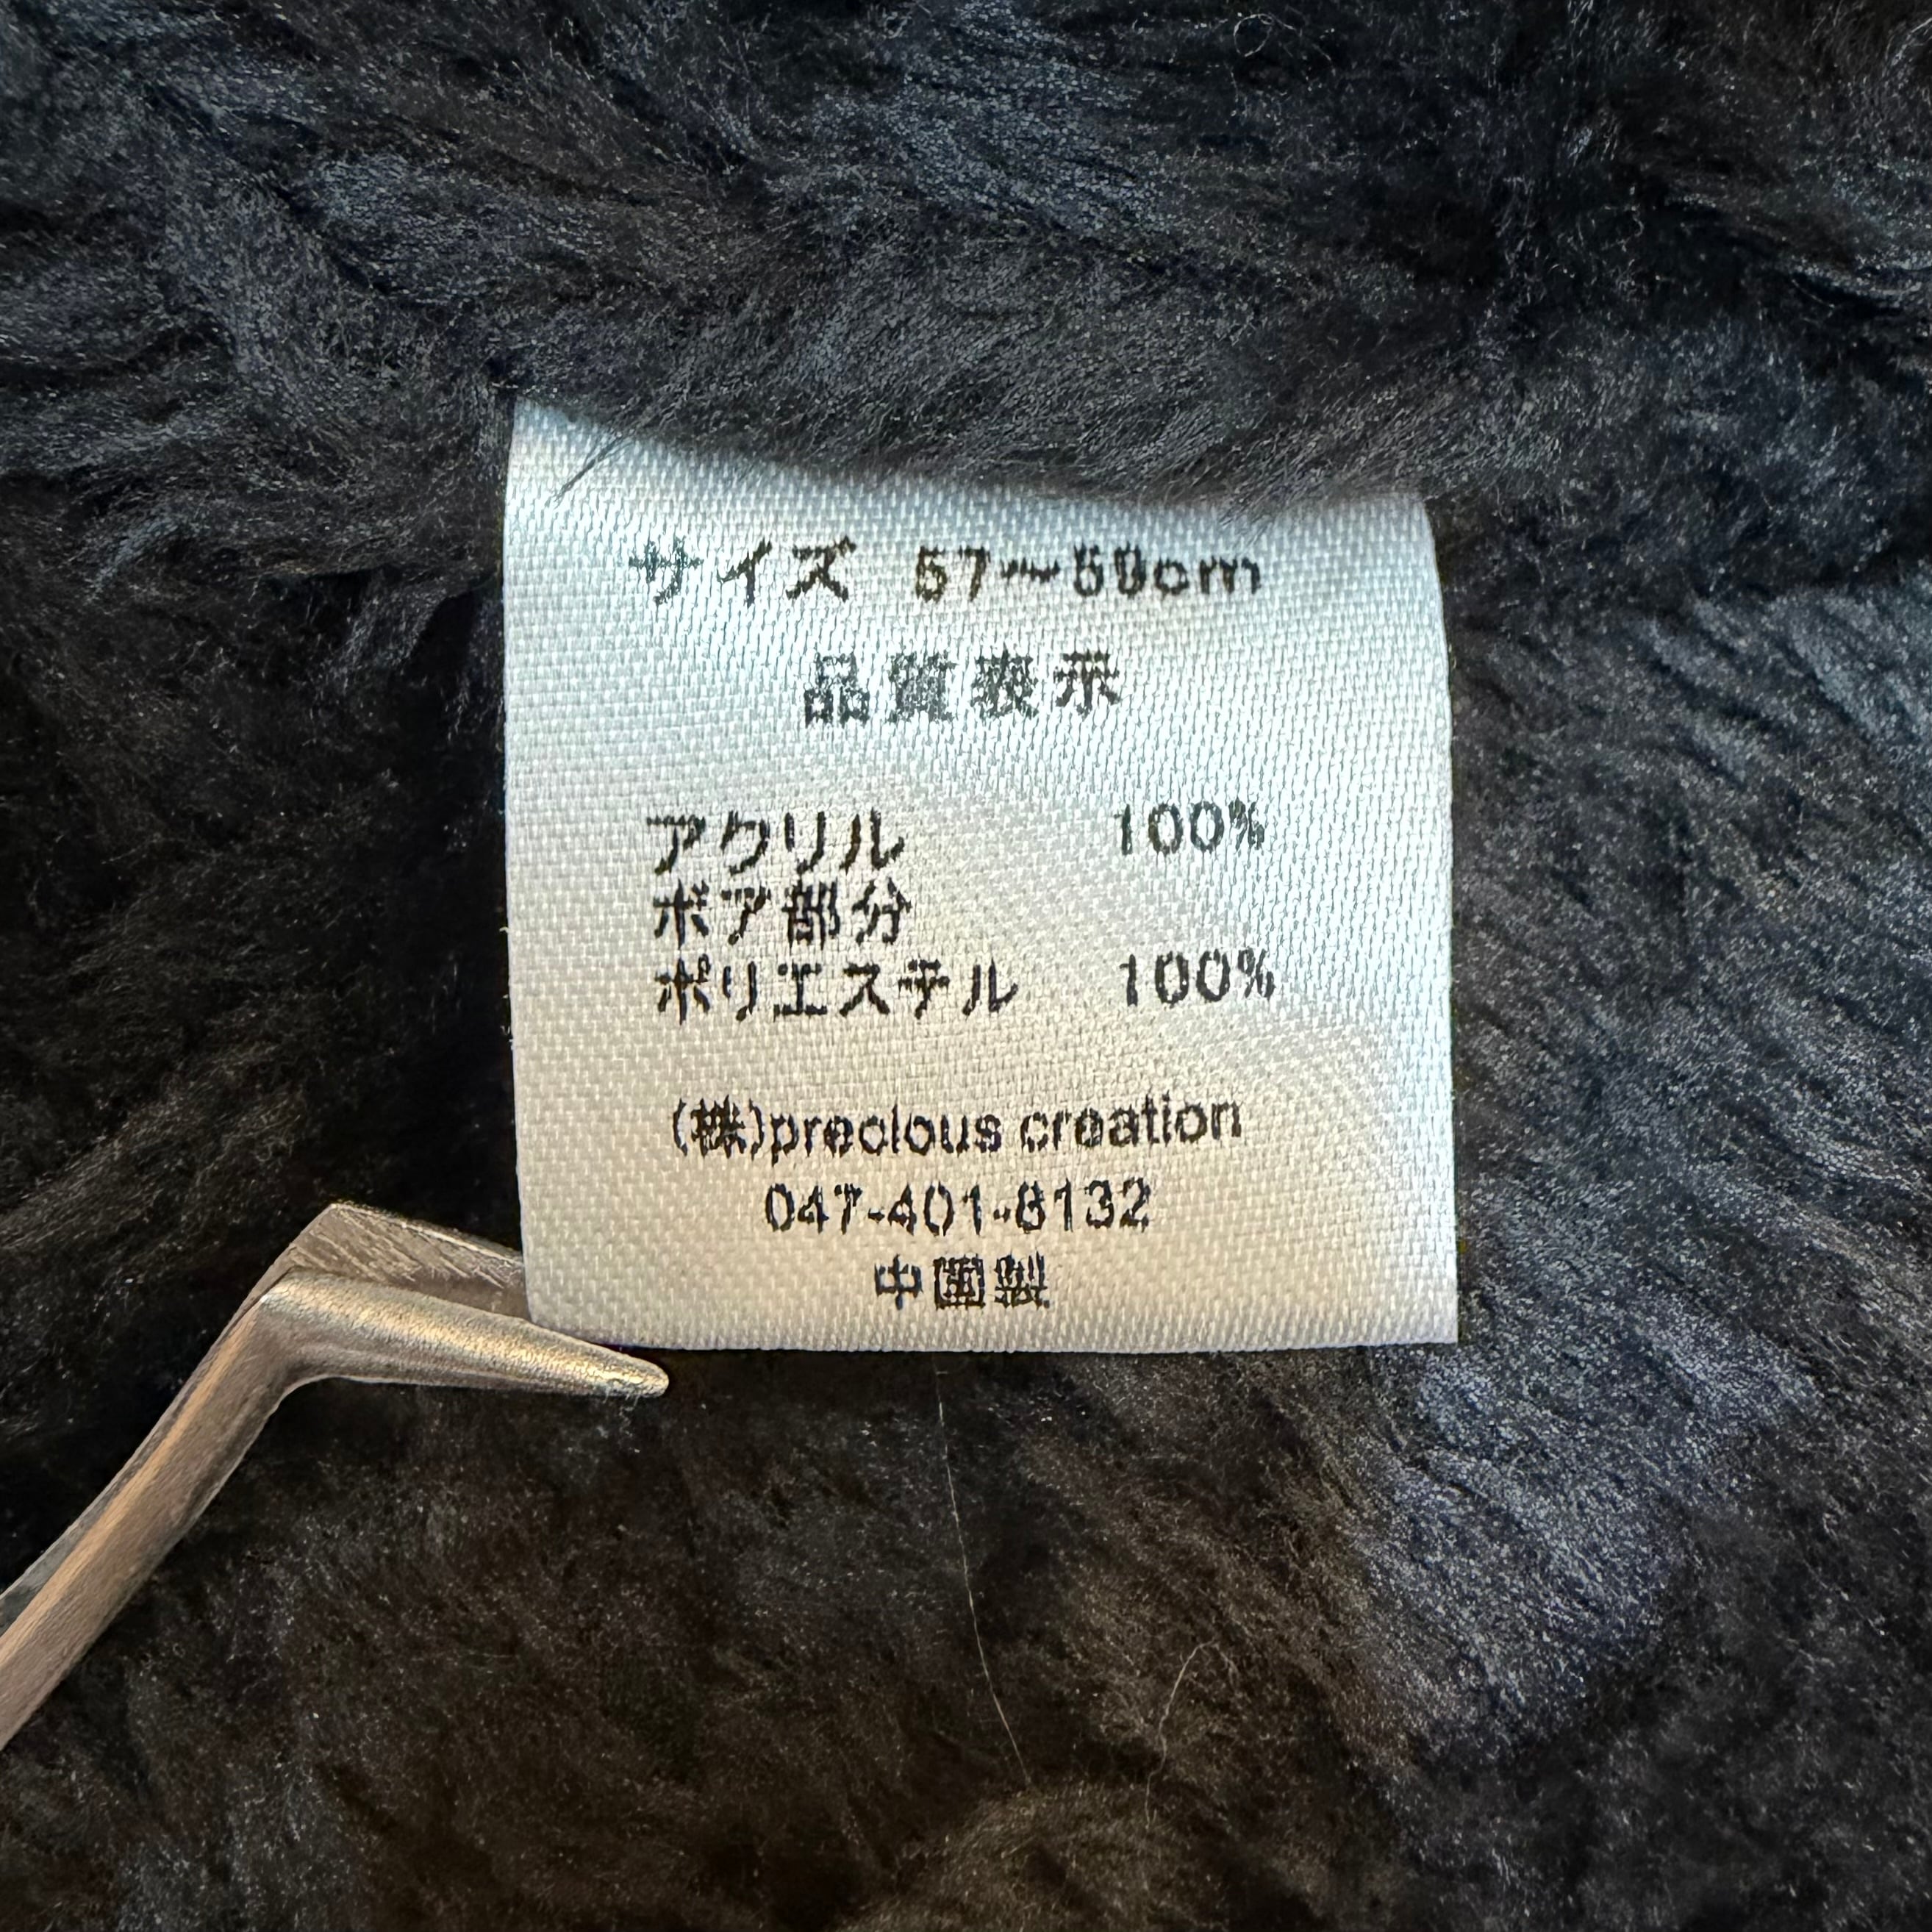 サイズ 57〜59cm
品質表示
アクリル 100%
ボア部分
ポリエステル 100%
(株)precious creation
047-401-8132
中国製